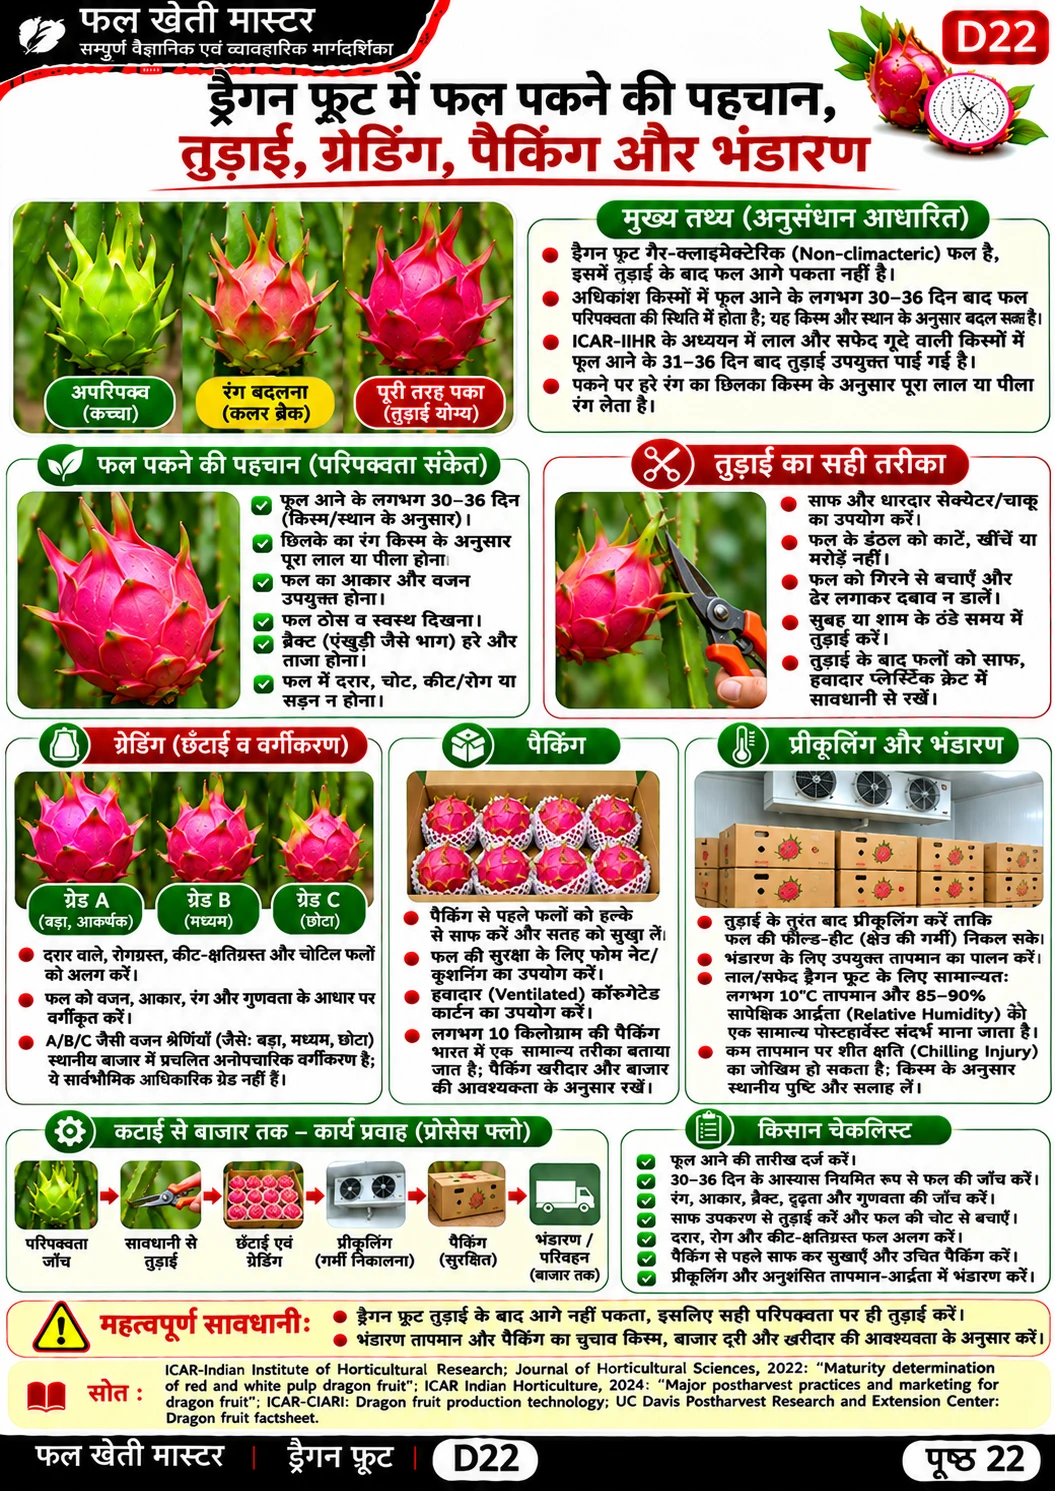 फल खेती मास्टर
सम्पुर्ण वैज्ञानिक एवं व्यावहारिक मार्गदर्शिका
D22
ड्रैगन फ्रूट में फल पकने की पहचान,
तुड़ाई, ग्रेडिंग, पैकिंग और भंडारण
अपरिपक्व
(कच्चा)
रंग बदलना
(कलर ब्रेक)
पूरी तरह पका
(तुड़ाई योग्य)
मुख्य तथ्य (अनुसंधान आधारित)
ड्रैगन फ्रूट गैर-क्लाइमेक्टेरिक (Non-climacteric) फल है,
इसमें तुड़ाई के बाद फल आगे पकता नहीं है।
अधिकांश किस्मों में फूल आने के लगभग 30–36 दिन बाद फल
परिपक्वता की स्थिति में होता है; यह किस्म और स्थान के अनुसार बदल है।
ICAR-IIHR के अध्ययन में लाल और सफेद गूदे वाली किस्मों में
फूल आने के 31–36 दिन बाद तुड़ाई उपयुक्त पाई गई है।
पकने पर हरे रंग का छिलका किस्म के अनुसार पूरा लाल या पीला
रंग लेता है।
फल पकने की पहचान (परिपक्वता संकेत)
फूल आने के लगभग 30–36 दिन
(किस्म/स्थान के अनुसार)।
छिलके का रंग किस्म के अनुसार
पूरा लाल या पीला होना
फल का आकार और वजन
उपयुक्त होना।
फल ठोस व स्वस्थ दिखना।
ब्रैक्ट (एंखुड़ी जैसे भाग) हरे और
ताजा होना।
फल में दरार, चोट, कीट/रोग या
सड़न न होना।
तुड़ाई का सही तरीका
साफ और धारदार सेक्येटर/चाकू
का उपयोग करें।
फल के डंठल को काटें, खींचें या
मरोड़ें नहीं।
फल को गिरने से बचाएँ और
ढेर लगाकर दबाव न डालें।
सुबह या शाम के ठंडे समय में
तुड़ाई करें।
तुड़ाई के बाद फलों को साफ,
हवादार प्लेस्टिक क्रेट में
सावधानी से रखें।
ग्रेडिंग (छँटाई व वर्गीकरण)
ग्रेड A
(बड़ा, आकर्षक)
ग्रेड B
(मध्यम)
ग्रेड C
(छोटा)
दरार वाले, रोगग्रस्त, कीट-क्षतिग्रस्त और चोटिल फलों
को अलग करें।
फल को वजन, आकार, रंग और गुणवता के आधार पर
वर्गीकृत करें।
A/B/C जैसी वजन श्रेणियों (जैसे: बड़ा, मध्यम, छोटा)
स्थानीय बाजार में प्रचलित अनोपचारिक वर्गीकरण है;
ये सार्वभौमिक आधिकारिक ग्रेड नहीं हैं।
पैकिंग
पैकिंग से पहले फलों को हल्के
से साफ करें और सतह को सुखा लें।
फल की सुरक्षा के लिए फोम नेट/
कूशनिंग का उपयोग करें।
हवादार (Ventilated) कॉरुगेटेड
कार्टन का उपयोग करें।
लगभग 10 किलोग्राम की पैकिंग
भारत में एक सामान्य तरीका बताया
जात है; पैकिंग खरीदार और बाजार
की आवश्यकता के अनुसार रखें।
प्रीकूलिंग और भंडारण
तुड़ाई के तुरंत बाद प्रीकूलिंग करें ताकि
फल की फील्ड-हीट की गर्मी) निकल सके।
भंडारण के लिए उपयुक्त तापमान का पालन करें।
लाल/सफेद ड्रैगन फ्रूट के लिए सामान्यतः
लगभग 10°C तापमान और 85–90%
सापेक्षिक आर्द्रता (Relative Humidity)
एक सामान्य पोस्टहार्वेस्ट संदर्भ माना जाता है।
कम तापमान पर शीत क्षति (Chilling Injury)
का जोखिम हो सकता है; किस्म के अनुसार
स्थानीय पुष्टि और सलाह लें।
कटाई से बाजार तक – कार्य प्रवाह (प्रोसेस फ्लो)
परिपक्वता
जाँच
सावधानी से
तुड़ाई
छँटाई एवं
ग्रेडिंग
प्रीकूलिंग
(गर्मी निकालना)
पैकिंग
(सुरक्षित)
भंडारण /
परिवहन
(बाजार तक)
किसान चेकलिस्ट
फूल आने की तारीख दर्ज करें।
30–36 दिन के आस्यास नियमित रूप से फल की जाँच करें।
रंग, आकार, ब्रैक्ट, दृढ़ता और गुणवता की जाँच करें।
साफ उपकरण से तुड़ाई करें और फल की चोट से बचाएँ।
दरार, रोग और कीट-क्षतिग्रस्त फल अलग करें।
पैकिंग से पहले साफ कर सुखाएँ और उचित पैकिंग करें।
प्रीकूलिंग और अनुशंसित तापमान-आर्द्रता में भंडारण करें।
महत्वपूर्ण सावधानी:
ड्रैगन फ्रूट तुड़ाई के बाद आगे नहीं पकता, इसलिए सही परिपक्वता पर ही तुड़ाई करें।
भंडारण तापमान और पैकिंग का चुनाव किस्म, बाजार दूरी और खरीदार की आवश्यवता के अनुसार करें।
सोत :
ICAR-Indian Institute of Horticultural Research; Journal of Horticultural Sciences, 2022: “Maturity determination
of red and white pulp dragon fruit”; ICAR Indian Horticulture, 2024: “Major postharvest practices and marketing for
dragon fruit”; ICAR-CIARI: Dragon fruit production technology; UC Davis Postharvest Research and Extension Center:
Dragon fruit factsheet.
फल खेती मास्टर | ड्रैगन फ्रूट | D22
पृष्ठ 22